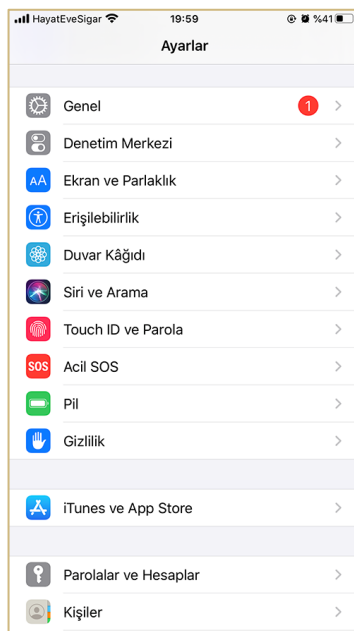 HayatEveSigar 19:59 %41
Ayarlar
Genel 1
Denetim Merkezi
AA Ekran ve Parlaklık
Erişilebilirlik
Duvar Kâğıdı
Siri ve Arama
Touch ID ve Parola
SOS Acil SOS
Pil
Gizlilik
iTunes ve App Store
Parolalar ve Hesaplar
Kişiler